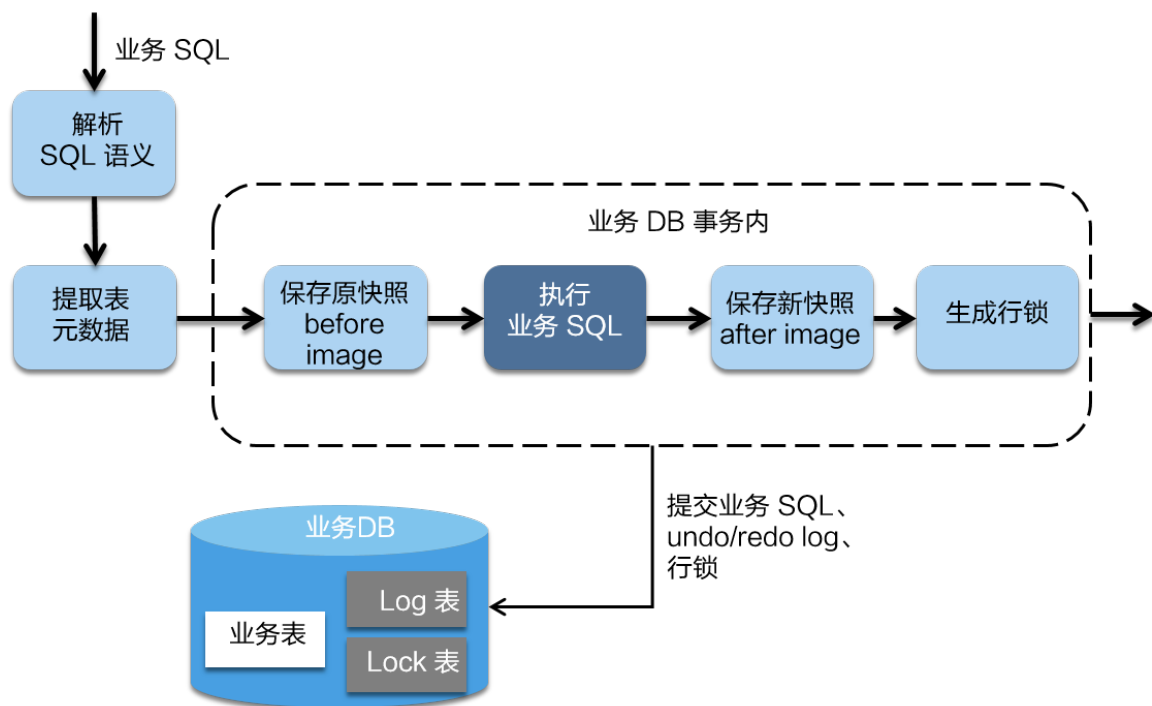 业务 SQL
解析
SQL 语义
业务 DB 事务内
提取表
元数据
保存原快照
before
image
执行
业务 SQL
保存新快照
after image
生成行锁
提交业务 SQL、
undo/redo log、
行锁
业务DB
Log 表
业务表
Lock 表